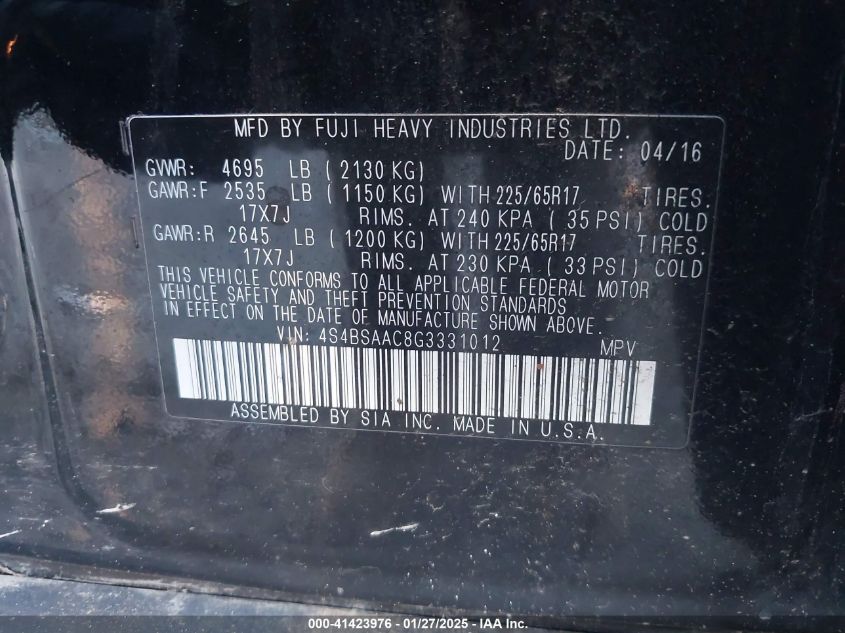 MFD BY FUJI HEAVY INDUSTRIES LTD.
DATE: 04/16
GVWR: 4695 LB ( 2130 KG)
GAWR:F 2535 LB ( 1150 KG) WITH 225/65R17 TIRES.
17X7J RIMS. AT 240 KPA ( 35 PSI) COLD
GAWR:R 2645 LB ( 1200 KG) WITH 225/65R17 TIRES.
17X7J RIMS. AT 230 KPA ( 33 PSI) COLD
THIS VEHICLE CONFORMS TO ALL APPLICABLE FEDERAL MOTOR
VEHICLE SAFETY AND THEFT PREVENTION STANDARDS
IN EFFECT ON THE DATE OF MANUFACTURE SHOWN ABOVE.
VIN: 4S4BSAAC8G3331012 MPV
ASSEMBLED BY SIA INC. MADE IN U.S.A.
000-41423976 - 01/27/2025 - IAA Inc.